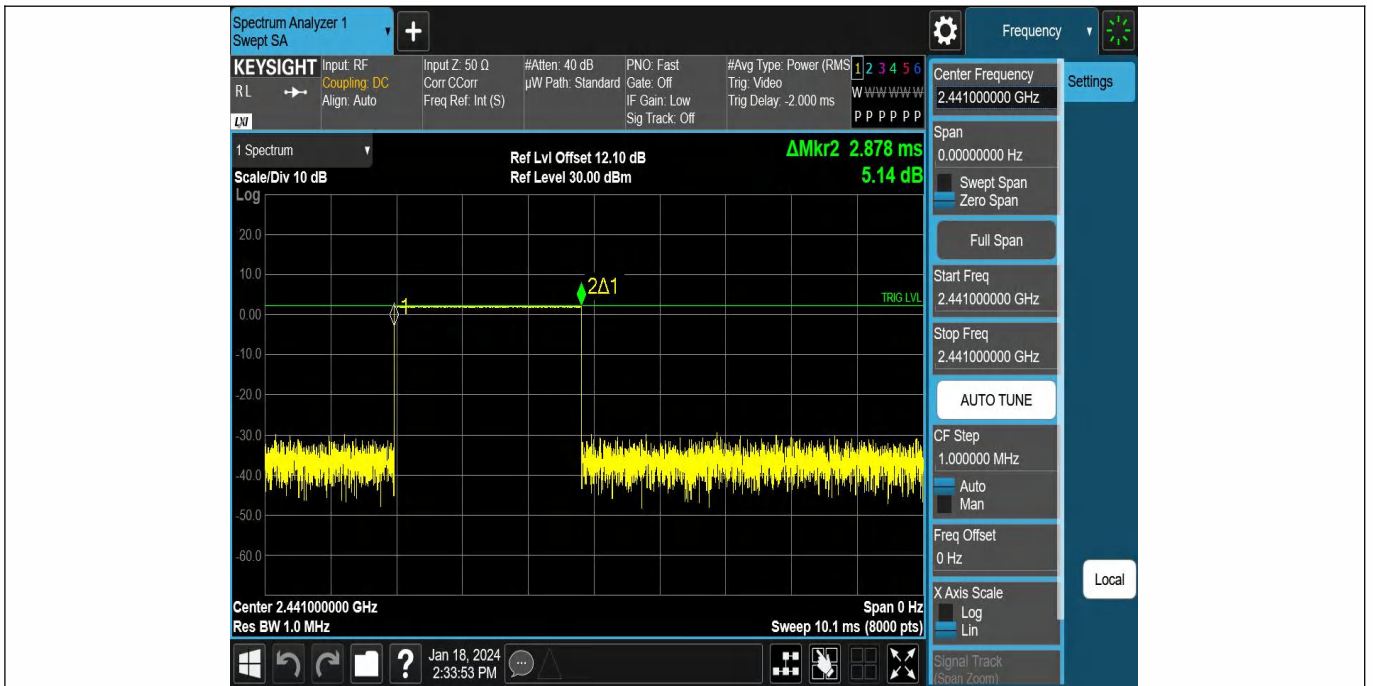 Spectrum Analyzer 1
Swept SA
+
Frequency
KEYSIGHT
RL
LXI
Input: RF
Coupling: DC
Align: Auto
Input Z: 50 Ω
Corr CCorr
Freq Ref: Int (S)
#Atten: 40 dB
µW Path: Standard
PNO: Fast
Gate: Off
IF Gain: Low
Sig Track: Off
#Avg Type: Power (RMS
Trig: Video
Trig Delay: -2.000 ms
1 2 3 4 5 6
W W W W W W
P P P P P P
1 Spectrum
Scale/Div 10 dB
Ref Lvl Offset 12.10 dB
Ref Level 30.00 dBm
ΔMkr2 2.878 ms
5.14 dB
Log
20.0
10.0
0.00
-10.0
-20.0
-30.0
-40.0
-50.0
-60.0
1
2Δ1
TRIG LVL
Center 2.441000000 GHz
Res BW 1.0 MHz
Span 0 Hz
Sweep 10.1 ms (8000 pts)
Center Frequency
2.441000000 GHz
Settings
Span
0.00000000 Hz
Swept Span
Zero Span
Full Span
Start Freq
2.441000000 GHz
Stop Freq
2.441000000 GHz
AUTO TUNE
CF Step
1.000000 MHz
Auto
Man
Freq Offset
0 Hz
X Axis Scale
Log
Lin
Signal Track
(Span Zoom)
Local
?
Jan 18, 2024
2:33:53 PM